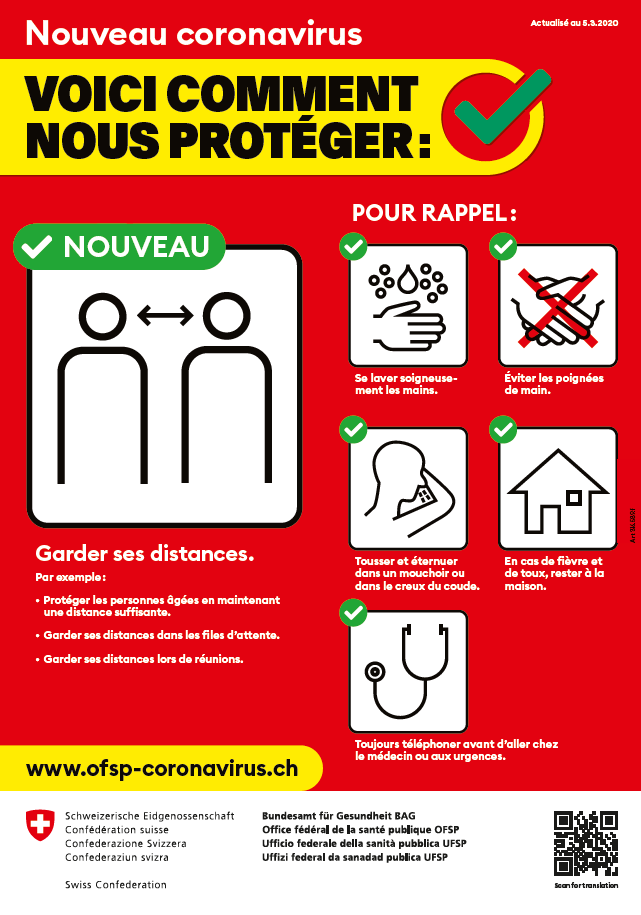 Nouveau coronavirus
Actualisé au 5.3.2020
VOICI COMMENT
NOUS PROTÉGER :
NOUVEAU
Garder ses distances.
Par exemple :
• Protéger les personnes âgées en maintenant
une distance suffisante.
• Garder ses distances dans les files d’attente.
• Garder ses distances lors de réunions.
POUR RAPPEL :
Se laver soigneuse-
ment les mains.
Éviter les poignées
de main.
Tousser et éternuer
dans un mouchoir ou
dans le creux du coude.
En cas de fièvre et
de toux, rester à la
maison.
Toujours téléphoner avant d’aller chez
le médecin ou aux urgences.
www.ofsp-coronavirus.ch
Schweizerische Eidgenossenschaft
Confédération suisse
Confederazione Svizzera
Confederaziun svizra
Swiss Confederation
Bundesamt für Gesundheit BAG
Office fédéral de la santé publique OFSP
Ufficio federale della sanità pubblica UFSP
Uffizi federal da sanadad publica UFSP
Scan for translation